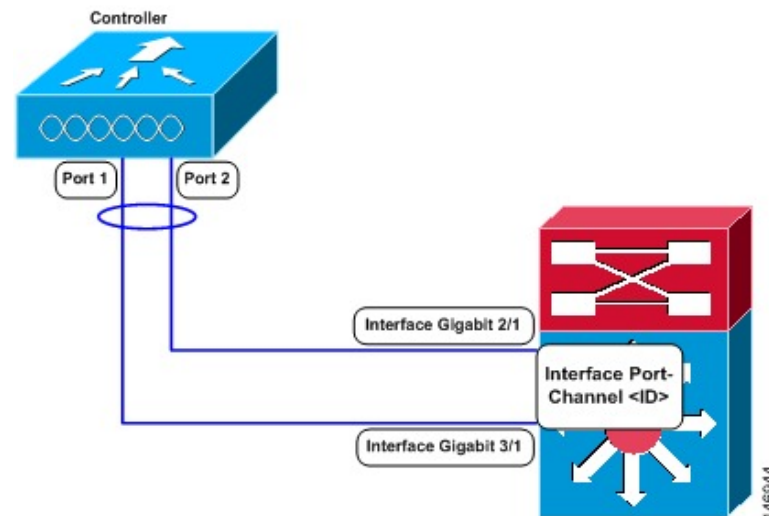 Controller
Port 1
Port 2
Interface Gigabit 2/1
Interface Port-
Channel <ID>
Interface Gigabit 3/1